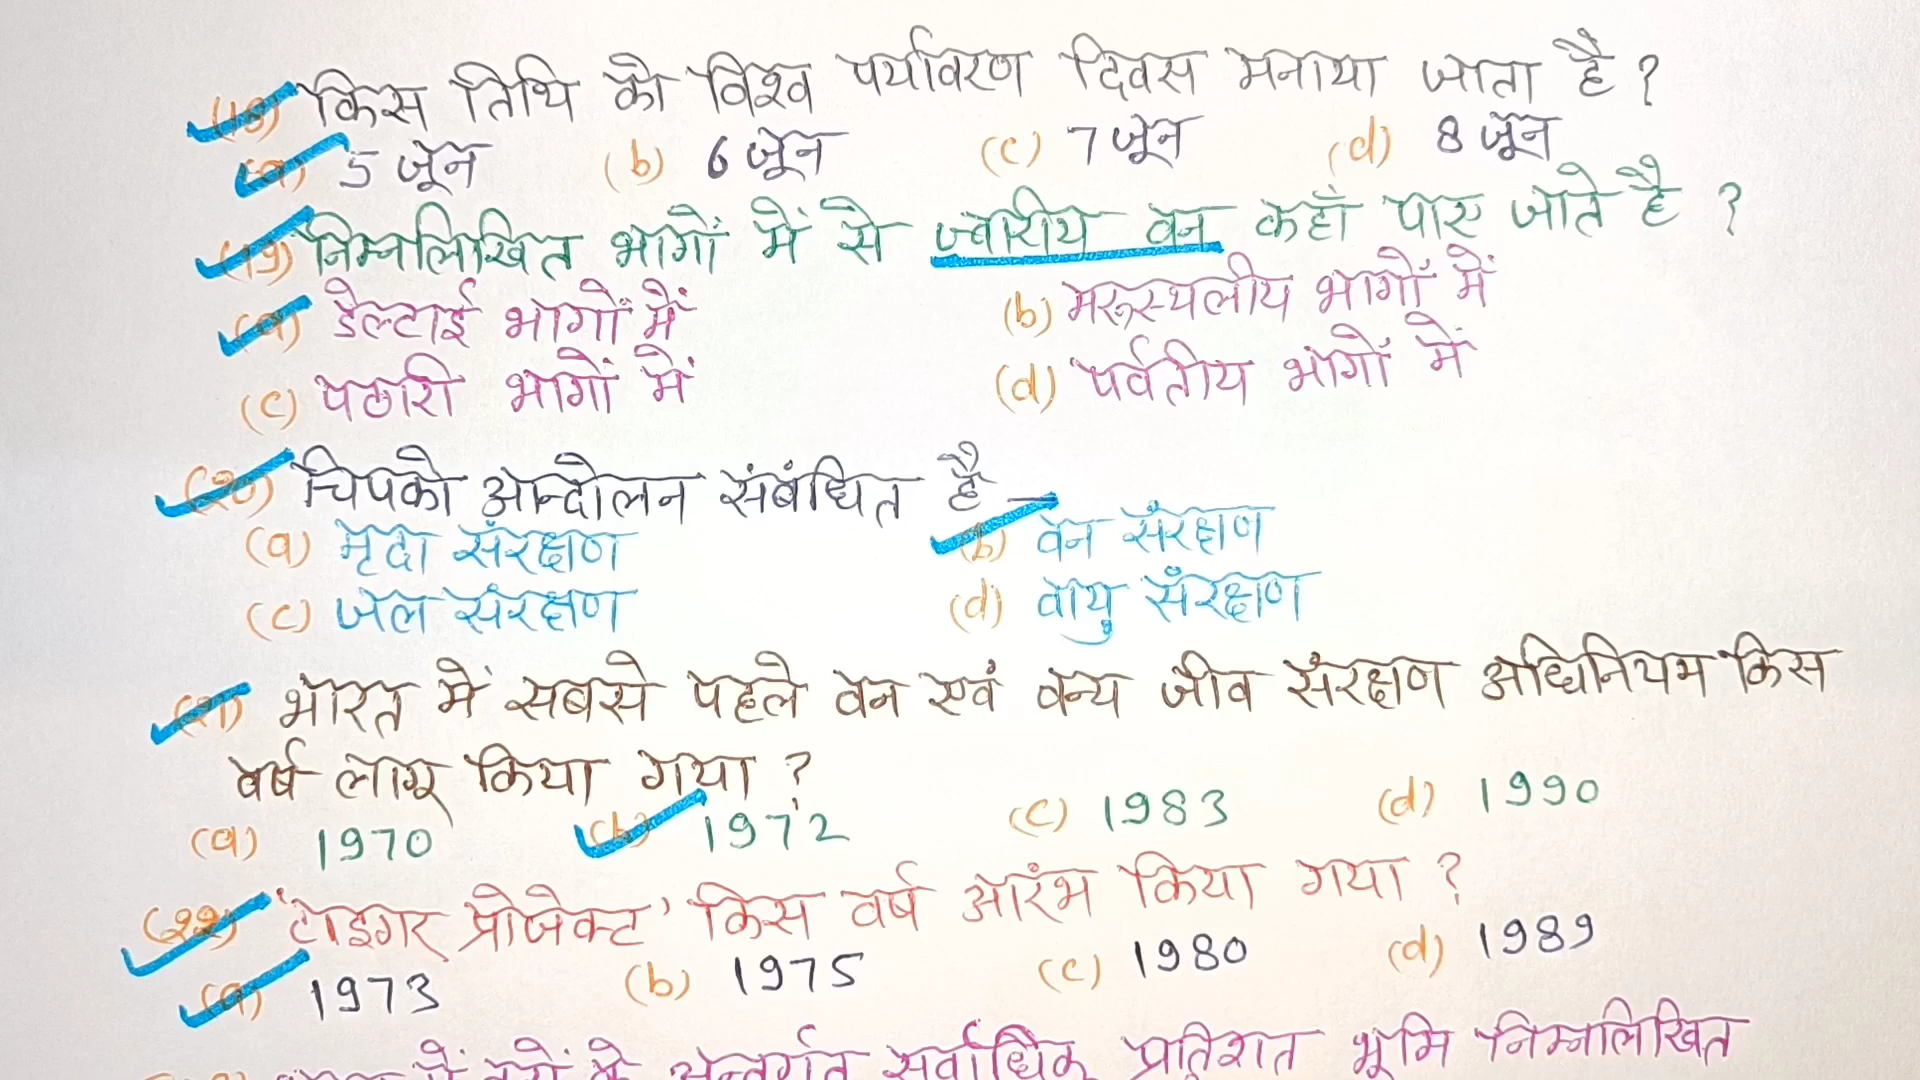 (18) किस तिथि को विश्व पर्यावरण दिवस मनाया जाता है ?
(a) 5 जून (b) 6 जून (c) 7 जून (d) 8 जून
(19) निम्नलिखित भागों में से ज्वारीय वन कहाँ पाए जाते है ?
(a) डेल्टाई भागों में (b) मरूस्थलीय भागों में
(c) पठारी भागों में (d) पर्वतीय भागों में
(20) चिपको आन्दोलन संबंधित है –
(a) मृदा संरक्षण (b) वन संरक्षण
(c) जल संरक्षण (d) वायु संरक्षण
(21) भारत में सबसे पहले वन एवं वन्य जीव संरक्षण अधिनियम किस
वर्ष लागू किया गया ?
(a) 1970 (b) 1972 (c) 1983 (d) 1990
(22) 'टाइगर प्रोजेक्ट' किस वर्ष आरंभ किया गया ?
(a) 1973 (b) 1975 (c) 1980 (d) 1989
में अन्तर्गत सर्वाधिक प्रतिशत भूमि निम्नलिखित